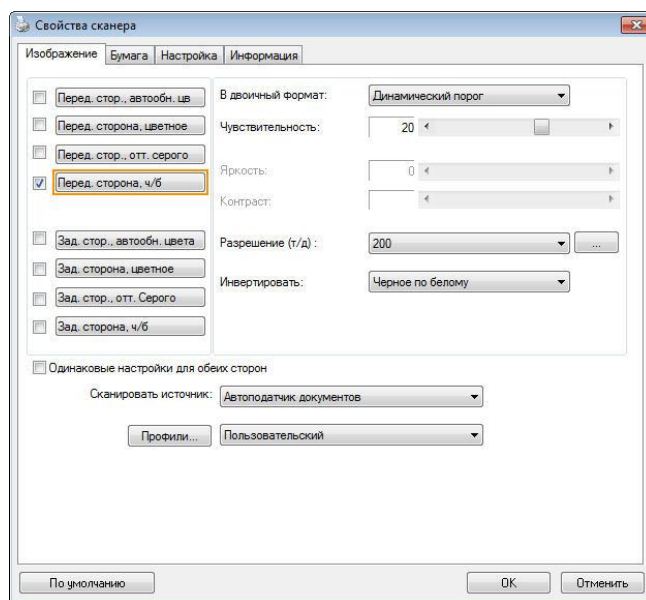 Свойства сканера
Изображение Бумага Настройка Информация
Перед. стор., автообн. цв
Перед. сторона, цветное
Перед. стор., отт. серого
Перед. сторона, ч/б
Зад. стор., автообн. цвета
Зад. сторона, цветное
Зад. стор., отт. Серого
Зад. сторона, ч/б
В двоичный формат: Динамический порог
Чувствительность: 20
Яркость: 0
Контраст:
Разрешение (т/д) : 200 ...
Инвертировать: Черное по белому
Одинаковые настройки для обеих сторон
Сканировать источник: Автоподатчик документов
Профили... Пользовательский
По умолчанию OK Отменить